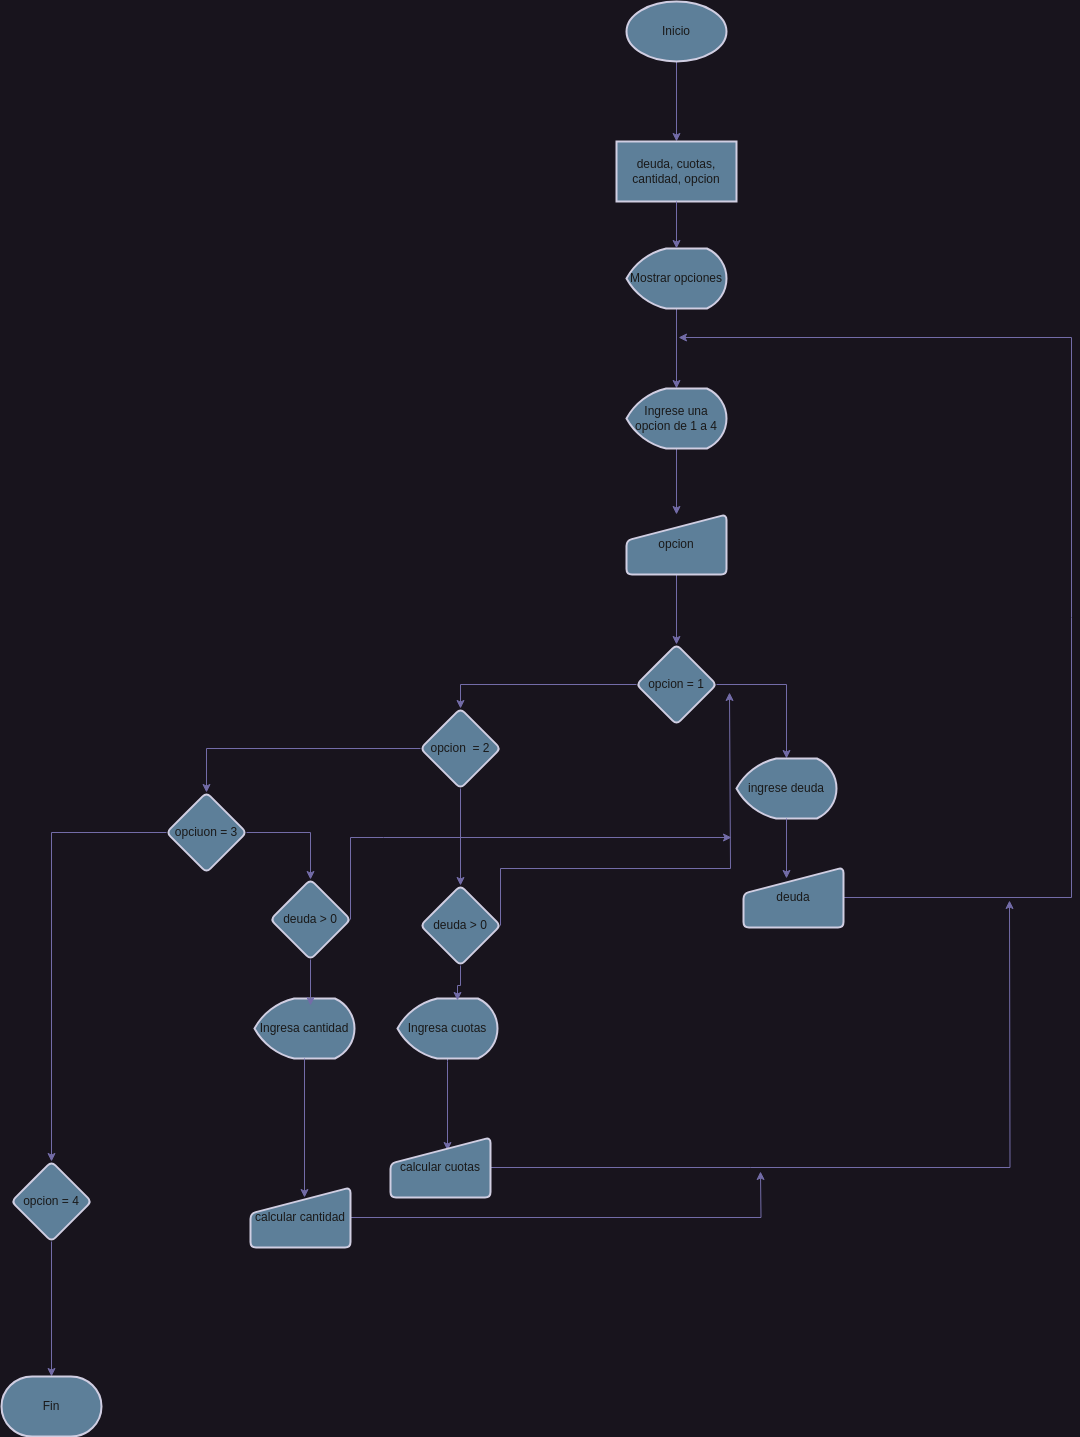 Inicio
deuda, cuotas,
cantidad, opcion
Mostrar opciones
Ingrese una
opcion de 1 a 4
opcion
opcion = 1
opcion = 2
ingrese deuda
opciuon = 3
deuda
deuda > 0
deuda > 0
Ingresa cantidad
Ingresa cuotas
calcular cuotas
opcion = 4
calcular cantidad
Fin